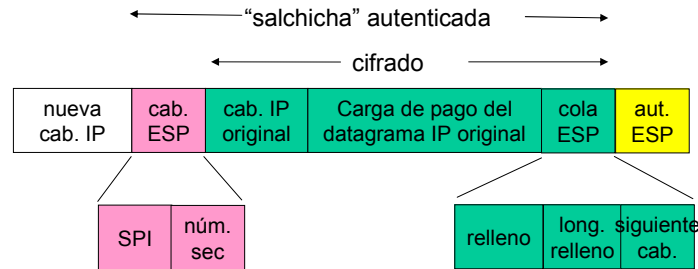 “salchicha” autenticada
cifrado
nueva
cab. IP
cab.
ESP
cab. IP
original
Carga de pago del
datagrama IP original
cola
ESP
aut.
ESP
SPI
núm.
sec
relleno
long.
relleno
siguiente
cab.